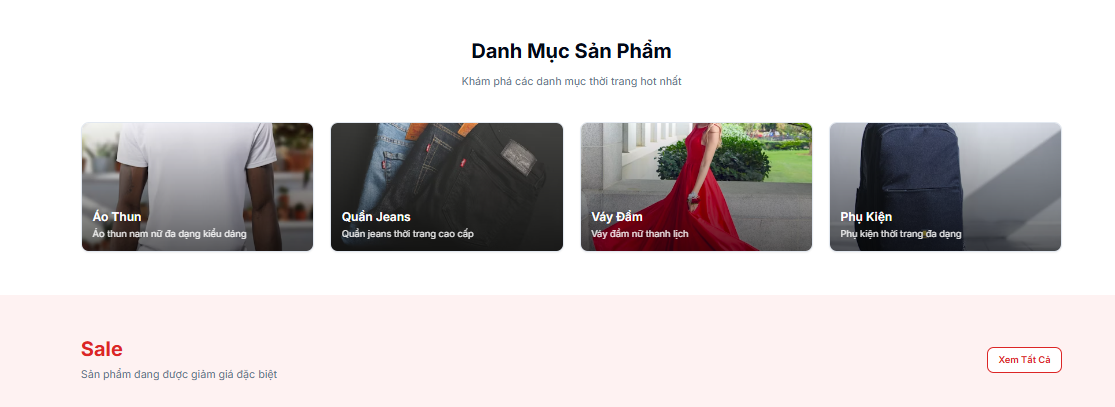 Danh Mục Sản Phẩm
Khám phá các danh mục thời trang hot nhất
Áo Thun
Áo thun nam nữ đa dạng kiểu dáng
Quần Jeans
Quần jeans thời trang cao cấp
Váy Đầm
Váy đầm nữ thanh lịch
Phụ Kiện
Phụ kiện thời trang đa dạng
Sale
Sản phẩm đang được giảm giá đặc biệt
Xem Tất Cả